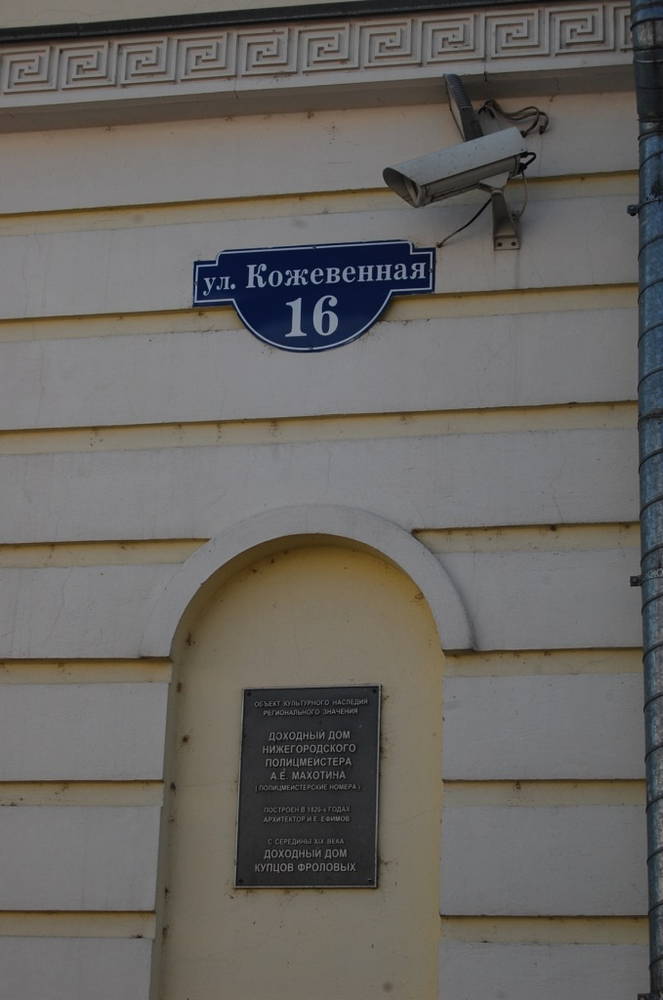 ул. Кожевенная
16
ОБЪЕКТ КУЛЬТУРНОГО НАСЛЕДИЯ
РЕГИОНАЛЬНОГО ЗНАЧЕНИЯ
ДОХОДНЫЙ ДОМ
НИЖЕГОРОДСКОГО
ПОЛИЦМЕЙСТЕРА
А.Е. МАХОТИНА
(ПОЛИЦМЕЙСТЕРСКИЕ НОМЕРА)
ПОСТРОЕН В 1820-х ГОДАХ
АРХИТЕКТОР И.Е. ЕФИМОВ
С СЕРЕДИНЫ XIX ВЕКА
ДОХОДНЫЙ ДОМ
КУПЦОВ ФРОЛОВЫХ